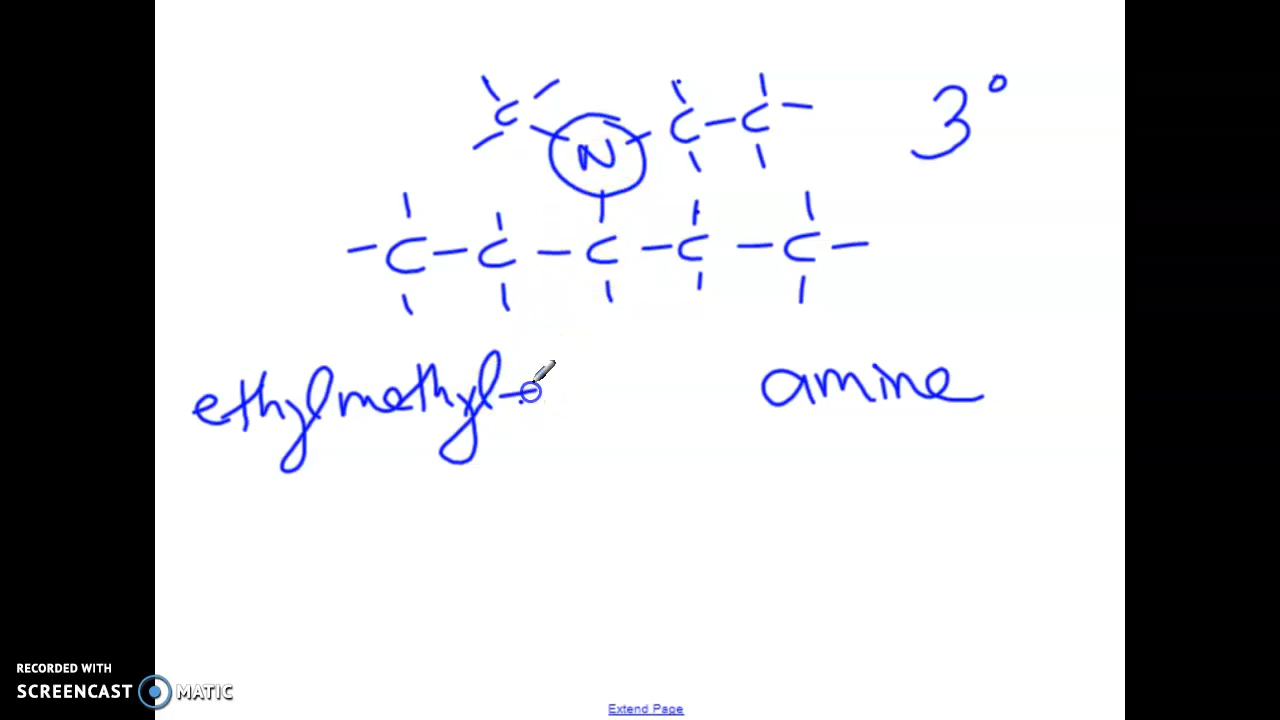 C N C C 3°
C C C C C
ethylmethyl- amine
RECORDED WITH
SCREENCAST MATIC
Extend Page